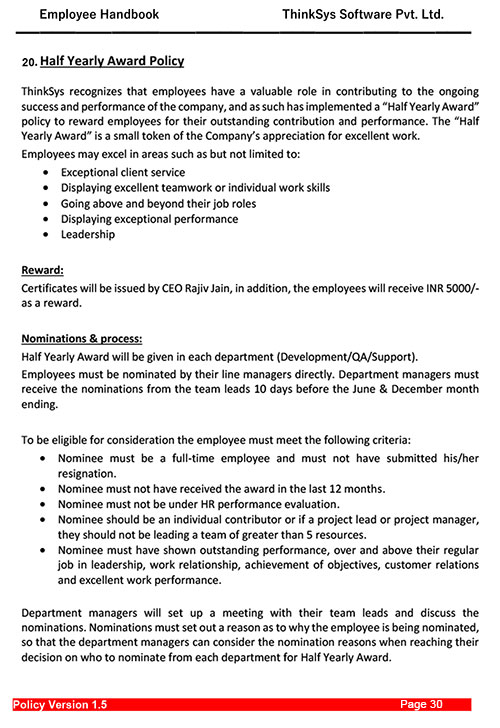 Employee Handbook ThinkSys Software Pvt. Ltd.
20. Half Yearly Award Policy
ThinkSys recognizes that employees have a valuable role in contributing to the ongoing
success and performance of the company, and as such has implemented a “Half Yearly Award”
policy to reward employees for their outstanding contribution and performance. The “Half
Yearly Award” is a small token of the Company’s appreciation for excellent work.
Employees may excel in areas such as but not limited to:
• Exceptional client service
• Displaying excellent teamwork or individual work skills
• Going above and beyond their job roles
• Displaying exceptional performance
• Leadership
Reward:
Certificates will be issued by CEO Rajiv Jain, in addition, the employees will receive INR 5000/-
as a reward.
Nominations & process:
Half Yearly Award will be given in each department (Development/QA/Support).
Employees must be nominated by their line managers directly. Department managers must
receive the nominations from the team leads 10 days before the June & December month
ending.
To be eligible for consideration the employee must meet the following criteria:
• Nominee must be a full-time employee and must not have submitted his/her
resignation.
• Nominee must not have received the award in the last 12 months.
• Nominee must not be under HR performance evaluation.
• Nominee should be an individual contributor or if a project lead or project manager,
they should not be leading a team of greater than 5 resources.
• Nominee must have shown outstanding performance, over and above their regular
job in leadership, work relationship, achievement of objectives, customer relations
and excellent work performance.
Department managers will set up a meeting with their team leads and discuss the
nominations. Nominations must set out a reason as to why the employee is being nominated,
so that the department managers can consider the nomination reasons when reaching their
decision on who to nominate from each department for Half Yearly Award.
Policy Version 1.5 Page 30